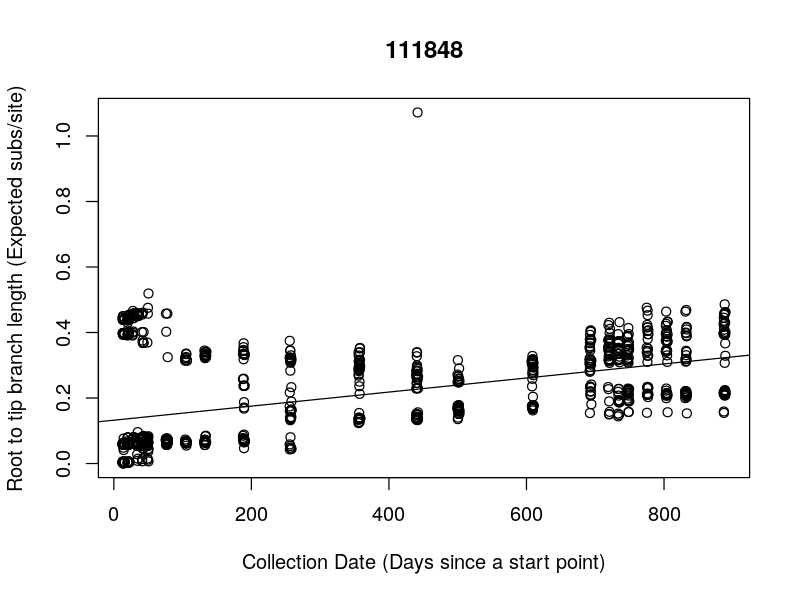 111848
Root to tip branch length (Expected subs/site)
1.0
0.8
0.6
0.4
0.2
0.0
0 200 400 600 800
Collection Date (Days since a start point)